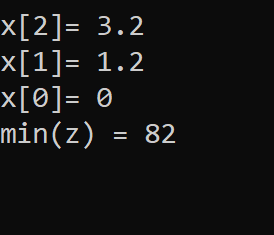 x[2]= 3.2
x[1]= 1.2
x[0]= 0
min(z) = 82